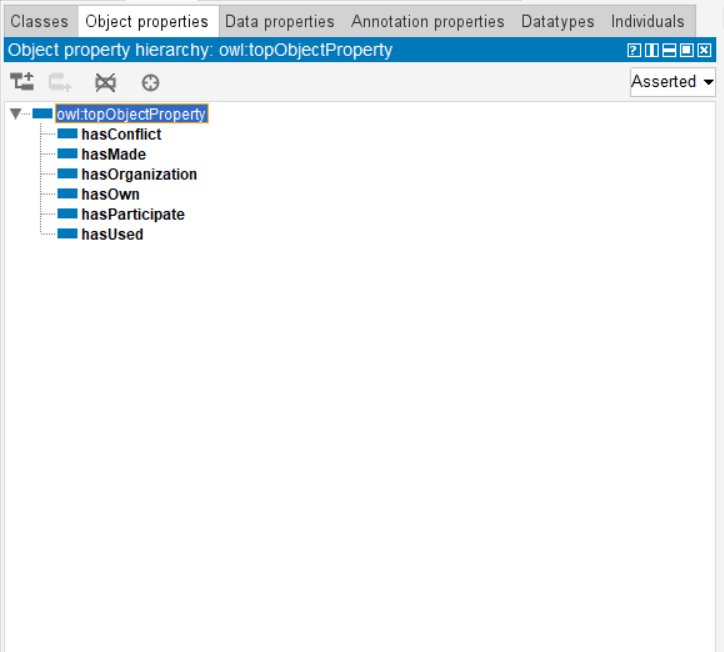 Classes Object properties Data properties Annotation properties Datatypes Individuals
Object property hierarchy: owl:topObjectProperty
Asserted
owl:topObjectProperty
hasConflict
hasMade
hasOrganization
hasOwn
hasParticipate
hasUsed